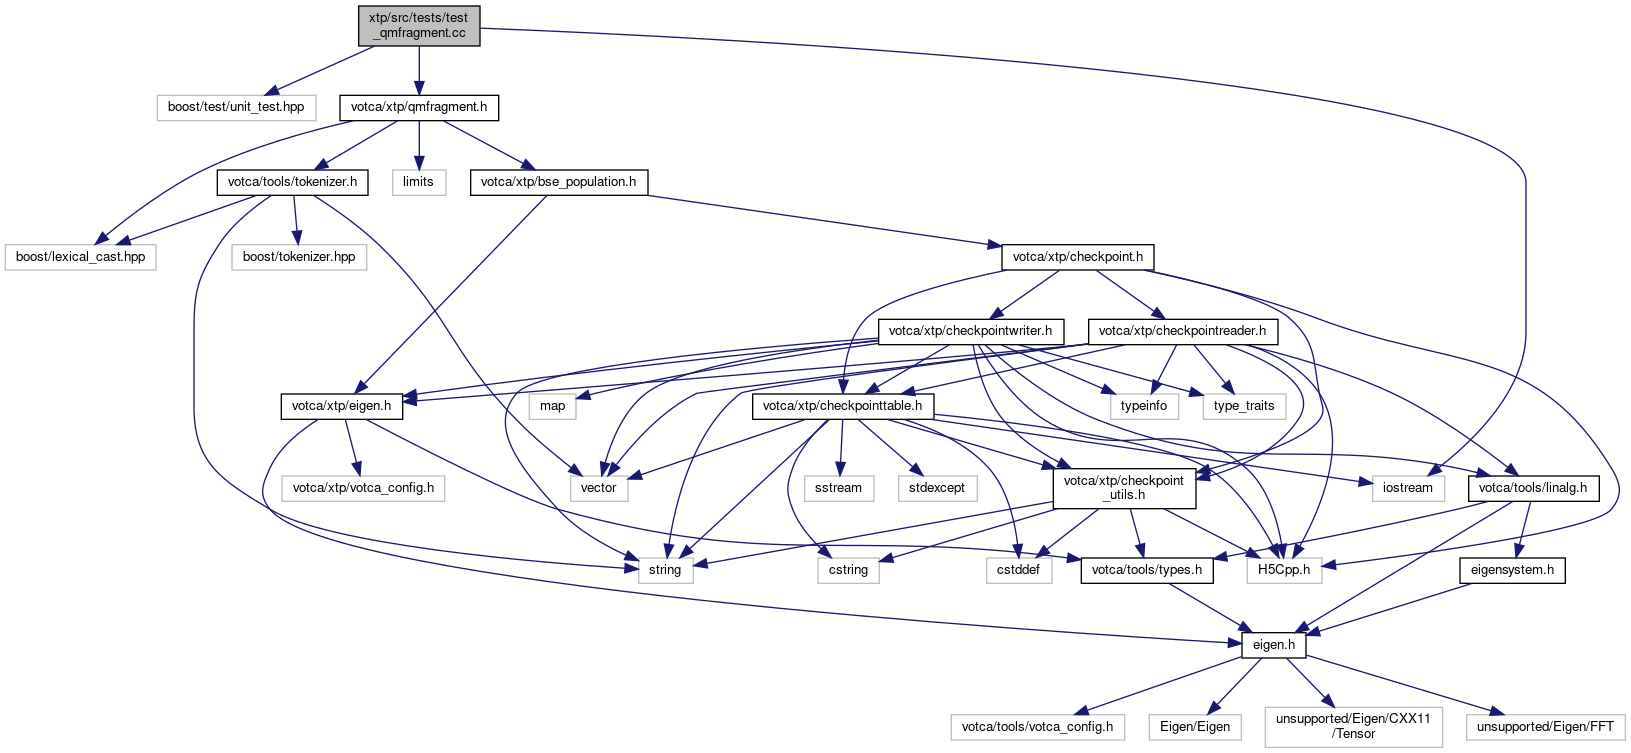 xtp/src/tests/test
_qmfragment.cc
boost/test/unit_test.hpp
votca/xtp/qmfragment.h
votca/tools/tokenizer.h
limits
votca/xtp/bse_population.h
boost/lexical_cast.hpp
boost/tokenizer.hpp
votca/xtp/checkpoint.h
votca/xtp/checkpointwriter.h
votca/xtp/checkpointreader.h
votca/xtp/eigen.h
map
votca/xtp/checkpointtable.h
typeinfo
type_traits
votca/xtp/votca_config.h
vector
sstream
stdexcept
votca/xtp/checkpoint
_utils.h
iostream
votca/tools/linalg.h
string
cstring
cstddef
votca/tools/types.h
H5Cpp.h
eigensystem.h
eigen.h
votca/tools/votca_config.h
Eigen/Eigen
unsupported/Eigen/CXX11
/Tensor
unsupported/Eigen/FFT